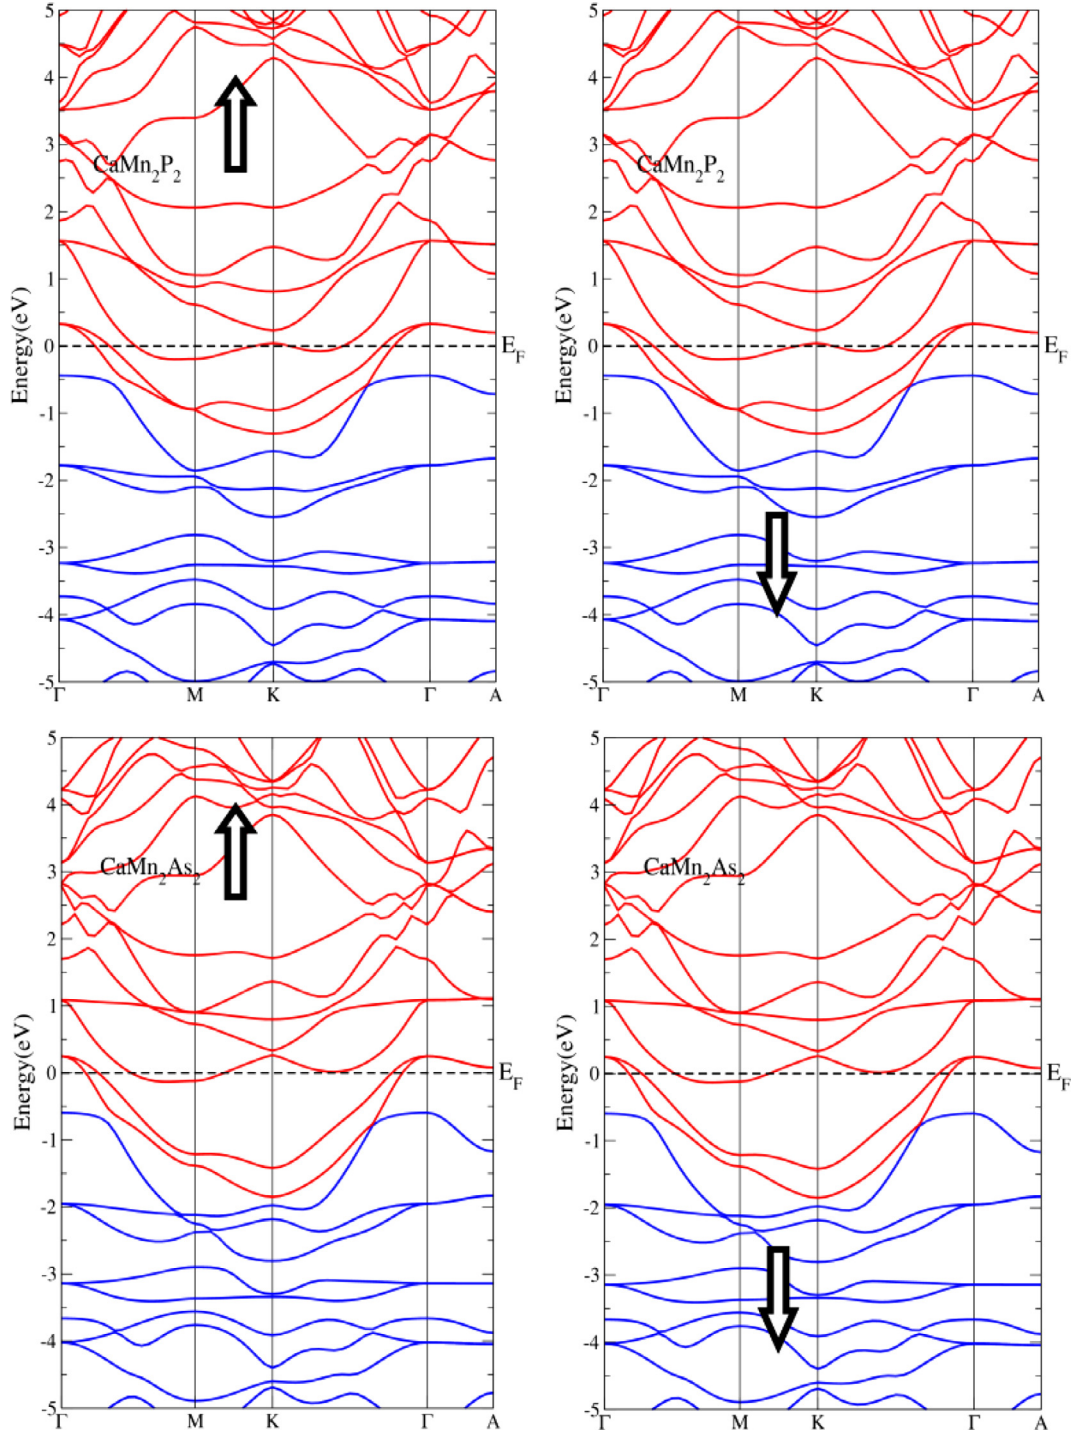 5
4
3
2
1
0
-1
-2
-3
-4
-5
Energy(eV)
CaMn₂P₂
E_F
Γ M K Γ A
5
4
3
2
1
0
-1
-2
-3
-4
-5
Energy(eV)
CaMn₂P₂
E_F
Γ M K Γ A
5
4
3
2
1
0
-1
-2
-3
-4
-5
Energy(eV)
CaMn₂As₂
E_F
Γ M K Γ A
5
4
3
2
1
0
-1
-2
-3
-4
-5
Energy(eV)
CaMn₂As₂
E_F
Γ M K Γ A